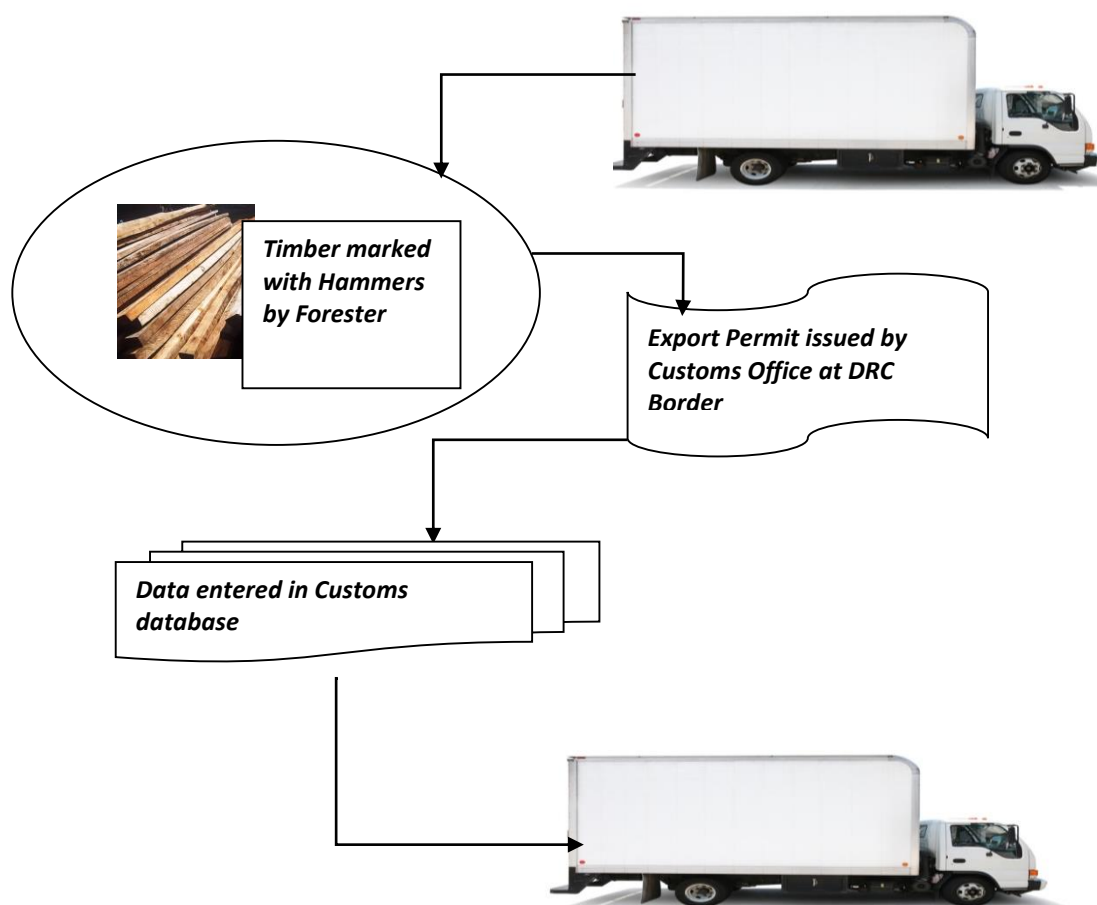 Timber marked
with Hammers
by Forester
Export Permit issued by
Customs Office at DRC
Border
Data entered in Customs
database